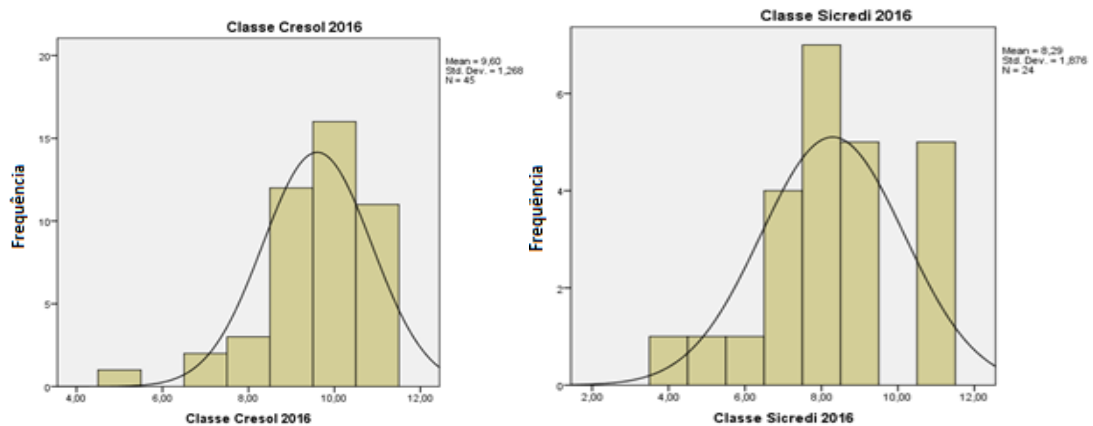 Classe Cresol 2016
Mean = 9,60
Std. Dev. = 1,268
N = 45
Frequência
20
15
10
5
0
4,00 6,00 8,00 10,00 12,00
Classe Cresol 2016
Classe Sicredi 2016
Mean = 8,29
Std. Dev. = 1,876
N = 24
Frequência
6
4
2
0
2,00 4,00 6,00 8,00 10,00 12,00
Classe Sicredi 2016